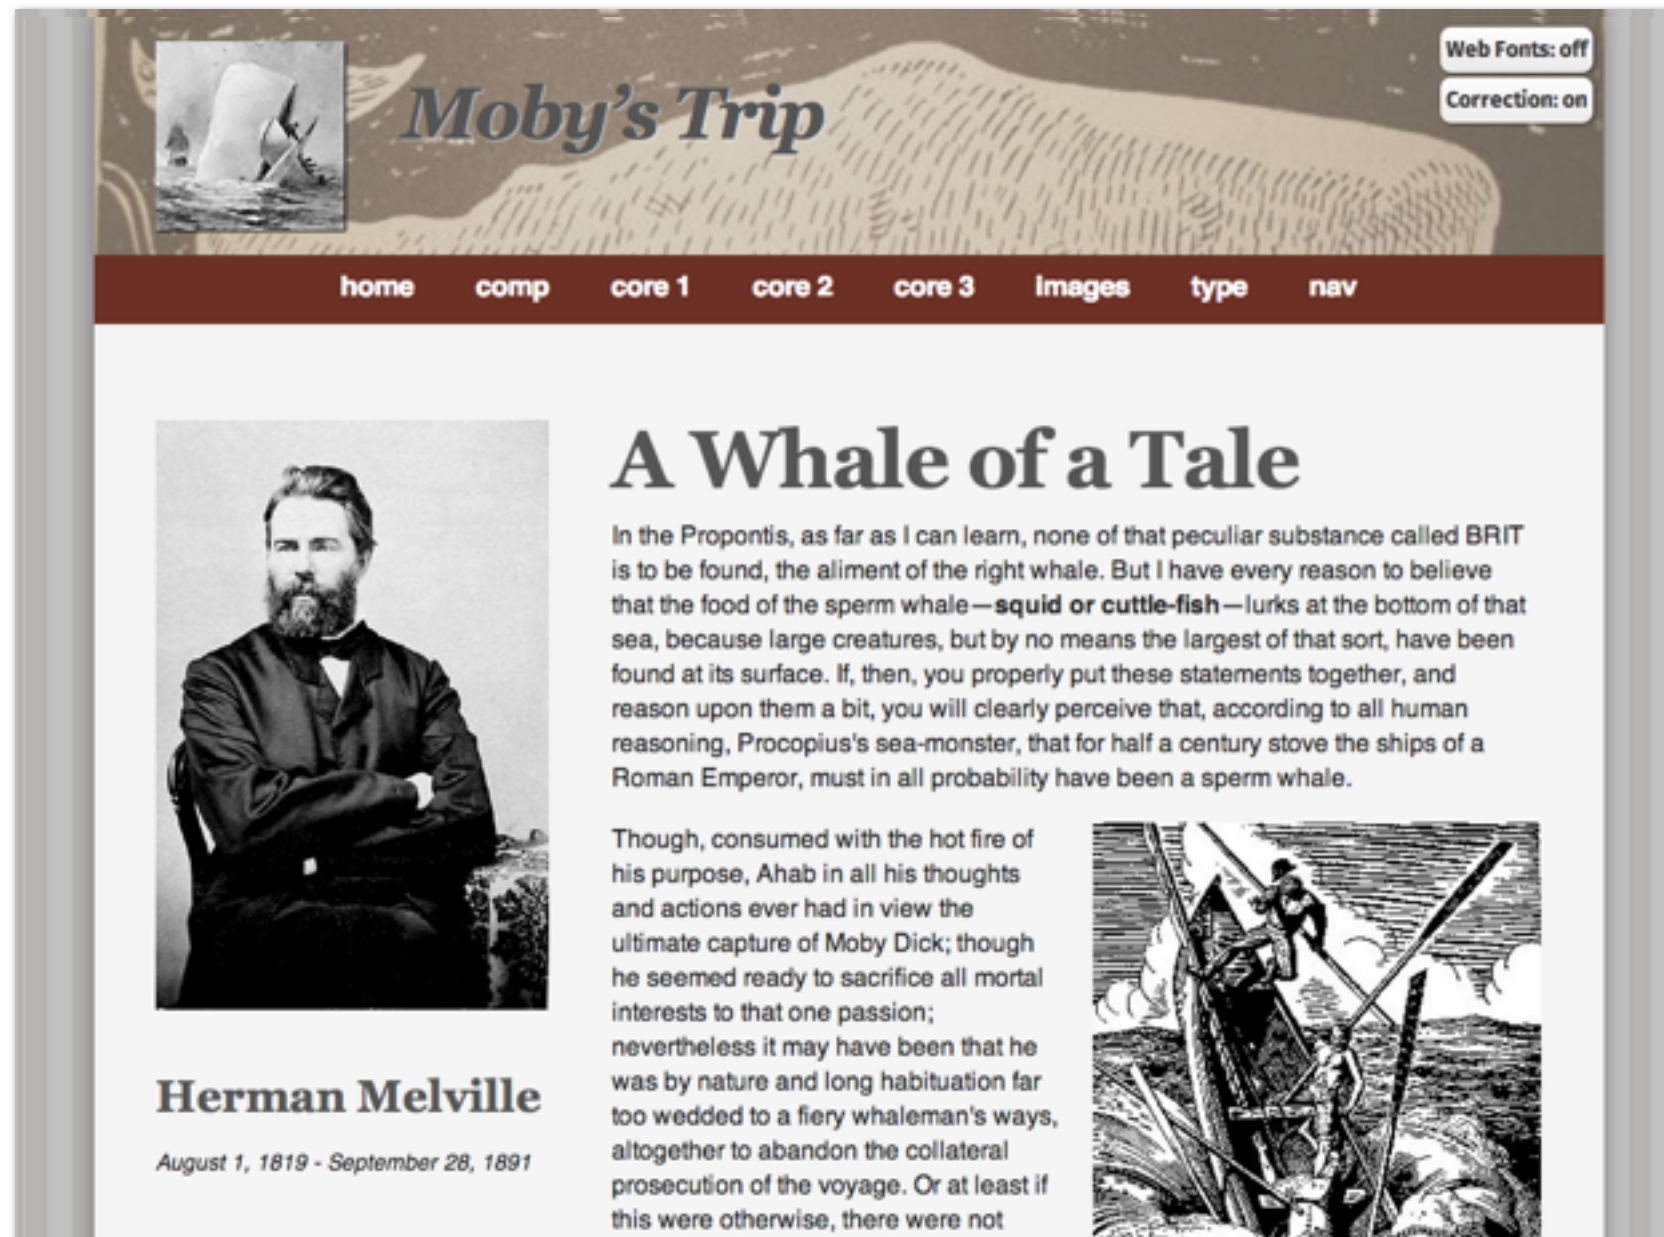 Moby’s Trip
Web Fonts: off
Correction: on
home comp core 1 core 2 core 3 images type nav
A Whale of a Tale
In the Propontis, as far as I can learn, none of that peculiar substance called BRIT
is to be found, the aliment of the right whale. But I have every reason to believe
that the food of the sperm whale—squid or cuttle-fish—lurks at the bottom of that
sea, because large creatures, but by no means the largest of that sort, have been
found at its surface. If, then, you properly put these statements together, and
reason upon them a bit, you will clearly perceive that, according to all human
reasoning, Procopius's sea-monster, that for half a century stove the ships of a
Roman Emperor, must in all probability have been a sperm whale.
Though, consumed with the hot fire of
his purpose, Ahab in all his thoughts
and actions ever had in view the
ultimate capture of Moby Dick; though
he seemed ready to sacrifice all mortal
interests to that one passion;
nevertheless it may have been that he
was by nature and long habituation far
too wedded to a fiery whaleman's ways,
altogether to abandon the collateral
prosecution of the voyage. Or at least if
this were otherwise, there were not
Herman Melville
August 1, 1819 - September 28, 1891